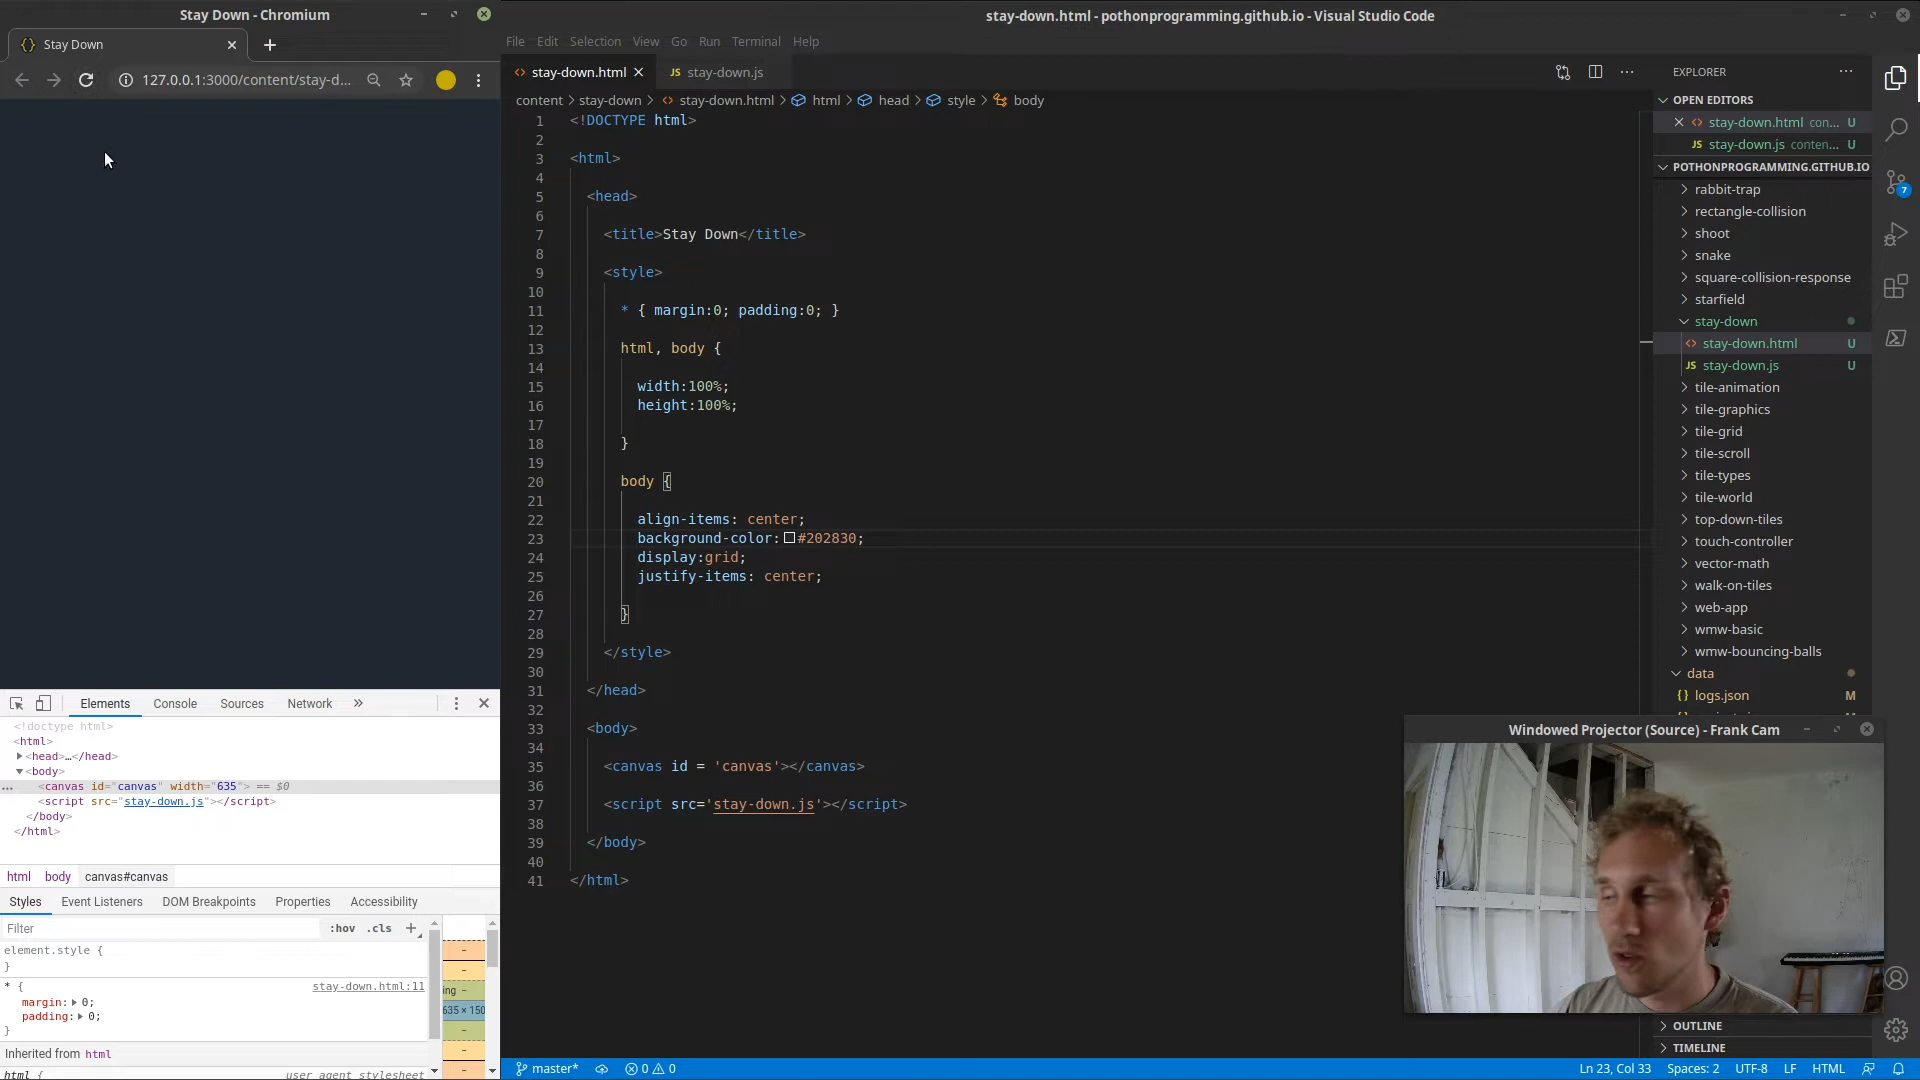 Stay Down - Chromium
Stay Down
127.0.0.1:3000/content/stay-d...
Elements
Console
Sources
Network
<!doctype html>
<html>
<head>…</head>
<body>
<canvas id="canvas" width="635"> == $0
<script src="stay-down.js"></script>
</body>
</html>
html
body
canvas#canvas
Styles
Event Listeners
DOM Breakpoints
Properties
Accessibility
Filter
:hov
.cls
element.style {
}
* {
stay-down.html:11
margin: 0;
padding: 0;
}
Inherited from html
html {
user agent stylesheet
ing
635 × 150
stay-down.html - pothonprogramming.github.io - Visual Studio Code
File Edit Selection View Go Run Terminal Help
stay-down.html
JS stay-down.js
content > stay-down > stay-down.html > html > head > style > body
1 <!DOCTYPE html>
2
3 <html>
4
5 <head>
6
7 <title>Stay Down</title>
8
9 <style>
10
11 * { margin:0; padding:0; }
12
13 html, body {
14
15 width:100%;
16 height:100%;
17
18 }
19
20 body {
21
22 align-items: center;
23 background-color: #202830;
24 display:grid;
25 justify-items: center;
26
27 }
28
29 </style>
30
31 </head>
32
33 <body>
34
35 <canvas id = 'canvas'></canvas>
36
37 <script src='stay-down.js'></script>
38
39 </body>
40
41 </html>
EXPLORER
OPEN EDITORS
stay-down.html con... U
JS stay-down.js conten... U
POTHONPROGRAMMING.GITHUB.IO
rabbit-trap
rectangle-collision
shoot
snake
square-collision-response
starfield
stay-down
stay-down.html U
JS stay-down.js U
tile-animation
tile-graphics
tile-grid
tile-scroll
tile-types
tile-world
top-down-tiles
touch-controller
vector-math
walk-on-tiles
web-app
wmw-basic
wmw-bouncing-balls
data
{} logs.json M
OUTLINE
TIMELINE
7
Windowed Projector (Source) - Frank Cam
master*
0 0
Ln 23, Col 33
Spaces: 2
UTF-8
LF
HTML